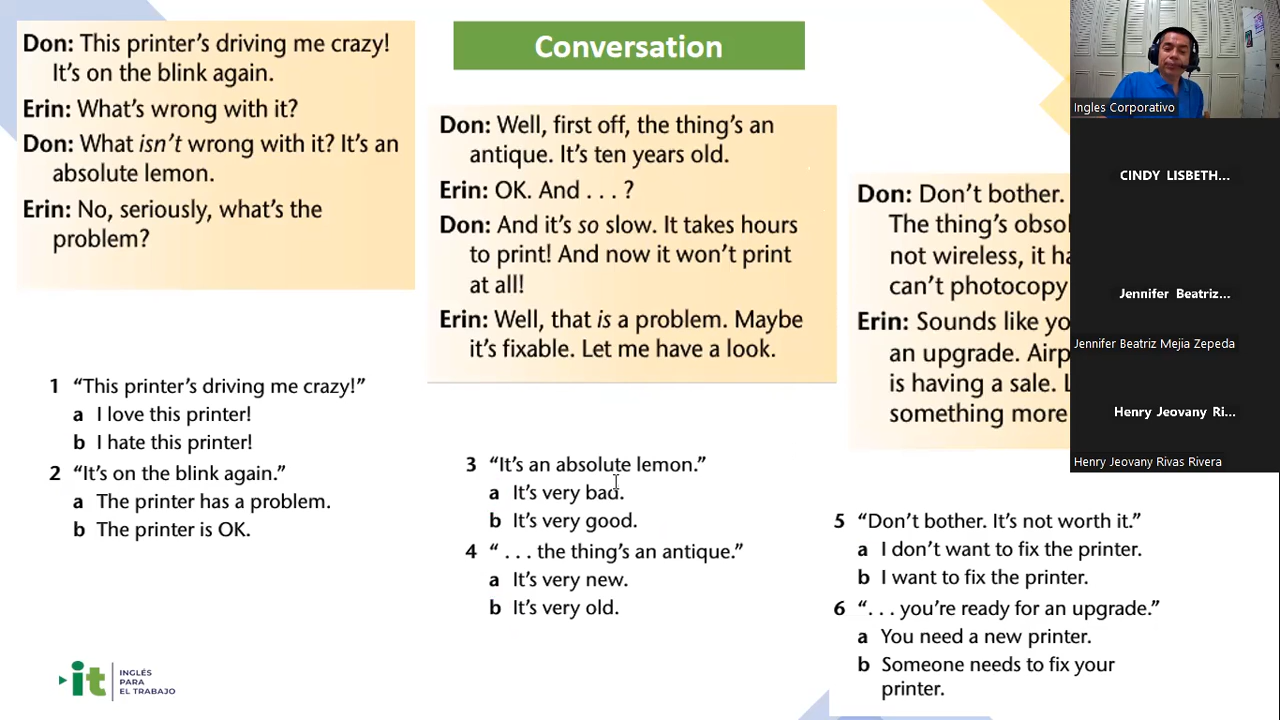 Conversation
Don: This printer's driving me crazy!
It's on the blink again.
Erin: What's wrong with it?
Don: What isn't wrong with it? It's an
absolute lemon.
Erin: No, seriously, what's the
problem?
Don: Well, first off, the thing's an
antique. It's ten years old.
Erin: OK. And . . . ?
Don: And it's so slow. It takes hours
to print! And now it won't print
at all!
Erin: Well, that is a problem. Maybe
it's fixable. Let me have a look.
Don: Don't bother.
The thing's
not wireless, it
can't photocopy
Erin: Sounds like
an upgrade.
is having a sale.
something more
1 "This printer's driving me crazy!"
a I love this printer!
b I hate this printer!
2 "It's on the blink again."
a The printer has a problem.
b The printer is OK.
3 "It's an absolute lemon."
a It's very bad.
b It's very good.
4 " . . . the thing's an antique."
a It's very new.
b It's very old.
5 "Don't bother. It's not worth it."
a I don't want to fix the printer.
b I want to fix the printer.
6 ". . . you're ready for an upgrade."
a You need a new printer.
b Someone needs to fix your
printer.
Ingles Corporativo
CINDY LISBETH...
Jennifer Beatriz...
Jennifer Beatriz Mejia Zepeda
Henry Jeovany Ri...
Henry Jeovany Rivas Rivera
it
INGLÉS
PARA
EL TRABAJO